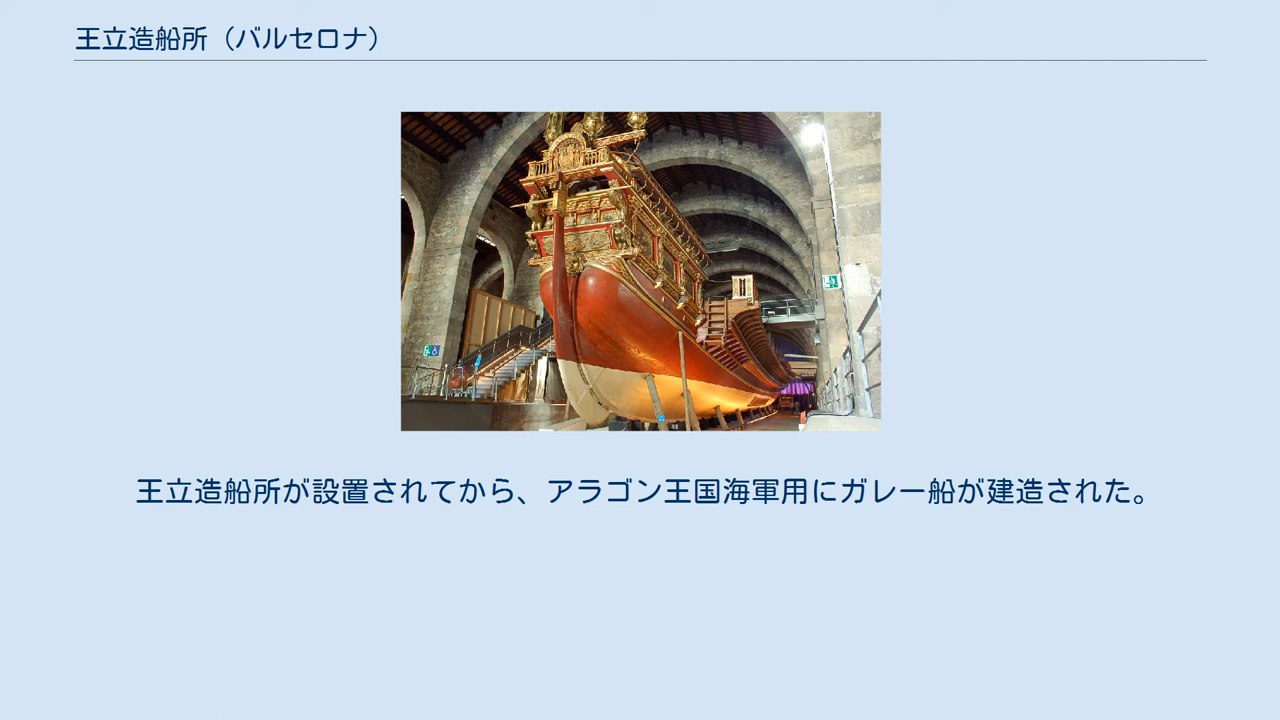 王立造船所（バルセロナ）
王立造船所が設置されてから、アラゴン王国海軍用にガレー船が建造された。